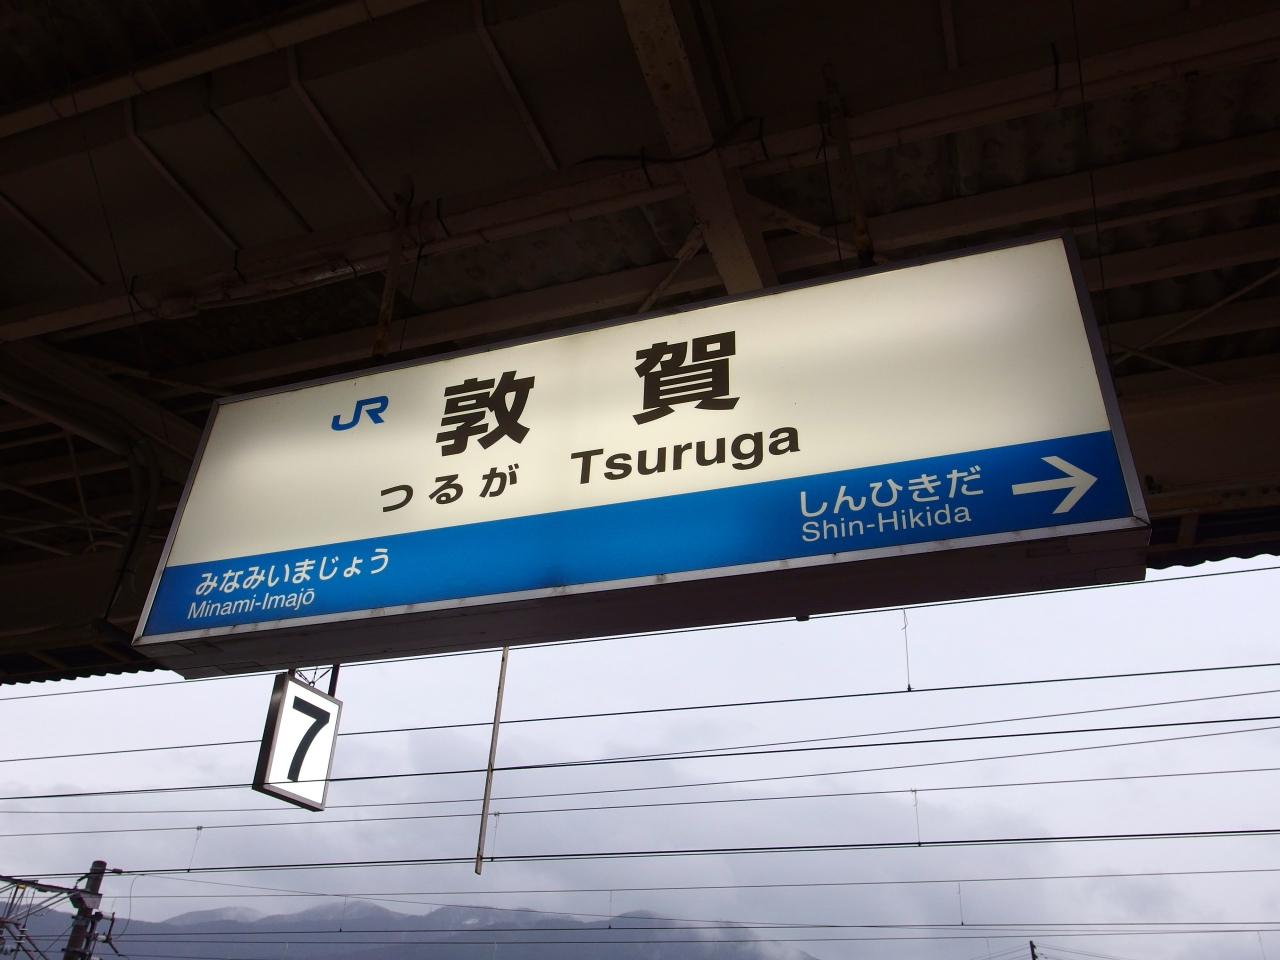 JR 敦賀
つるが Tsuruga
しんひきだ →
Shin-Hikida
みなみいまじょう
Minami-Imajō
7